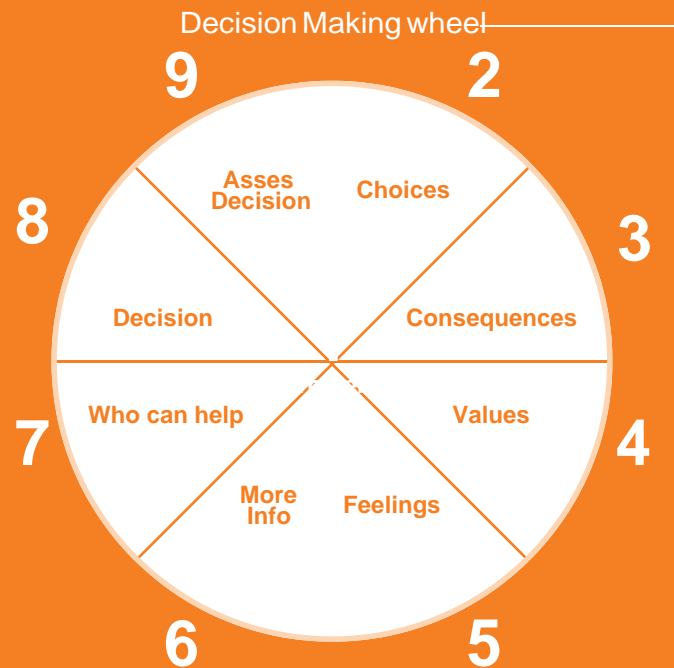 Decision Making wheel
9
2
Asses
Decision
Choices
8
3
Decision
Consequences
Who can help
Values
7
4
More
Info
Feelings
6
5